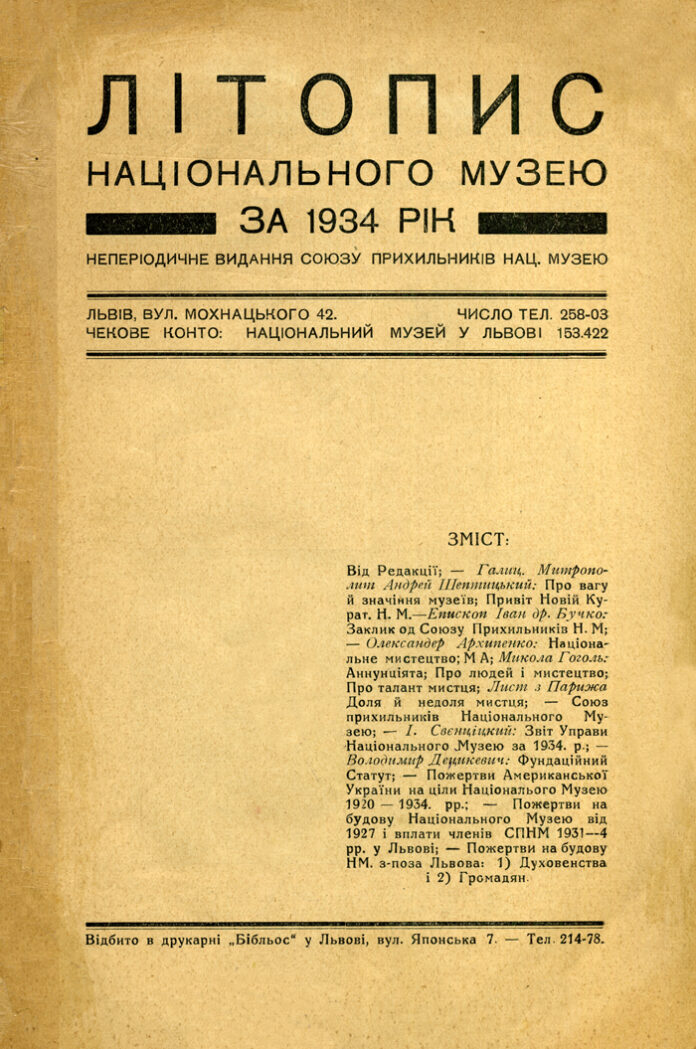 ЛІТОПИС
НАЦІОНАЛЬНОГО МУЗЕЮ
ЗА 1934 РІК
НЕПЕРІОДИЧНЕ ВИДАННЯ СОЮЗУ ПРИХИЛЬНИКІВ НАЦ. МУЗЕЮ
ЛЬВІВ, ВУЛ. МОХНАЦЬКОГО 42. ЧИСЛО ТЕЛ. 258-03
ЧЕКОВЕ КОНТО: НАЦІОНАЛЬНИЙ МУЗЕЙ У ЛЬВОВІ 153.422
ЗМІСТ:
Від Редакції; — Галиц. Митропо-
лит Андрей Шептицький: Про вагу
й значіння музеїв; Привіт Новій Ку-
рат. Н. М.—Епископ Іван др. Бучко:
Заклик од Союзу Прихильників Н. М;
— Олександер Архипенко: Націона-
льне мистецтво; М А; Микола Гоголь:
Аннунціята; Про людей і мистецтво;
Про талант мистця; Лист з Парижа
Доля й недоля мистця; — Союз
прихильників Національного Му-
зею; — І. Свєнціцкий: Звіт Управи
Національного Музею за 1934. р.; —
Володимир Децикевич: Фундаційний
Статут; — Пожертви Американської
України на ціли Національого Музею
1920 — 1934. рр.; — Пожертви на
будову Національного Музею від
1927 і вплати членів СПНМ 1931—4
рр. у Львові; — Пожертви на будову
НМ. з-поза Львова: 1) Духовенства
і 2) Громадян.
Відбито в друкарні „Бібльос“ у Львові, вул. Японська 7. — Тел. 214-78.